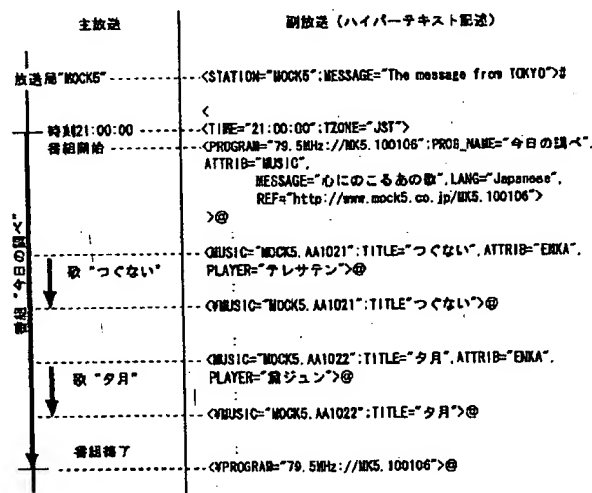 主放送 副放送（ハイパーテキスト記述）
放送局"MOCK5" <STATION="MOCK5";MESSAGE="The message from TOKYO">@
<
時刻21:00:00 <TIME="21:00:00";TZONE="JST">
番組開始 <PROGRAM="79.5MHz://MK5.100106";PROG_NAME="今日の調べ",
ATTRIB="MUSIC",
MESSAGE="心にのこるあの歌",LANG="Japanese",
REF="http://www.mock5.co.jp/MK5.100106">
>@
番組 "今日の調べ"
<MUSIC="MOCK5.AA1021";TITLE="つぐない",ATTRIB="ENKA",
歌 "つぐない" PLAYER="テレサテン">@
<¥MUSIC="MOCK5.AA1021";TITLE"つぐない">@
<MUSIC="MOCK5.AA1022";TITLE="夕月",ATTRIB="ENKA",
歌 "夕月" PLAYER="黛ジュン">@
<¥MUSIC="MOCK5.AA1022";TITLE="夕月">@
番組終了
<¥PROGRAM="79.5MHz://MK5.100106">@